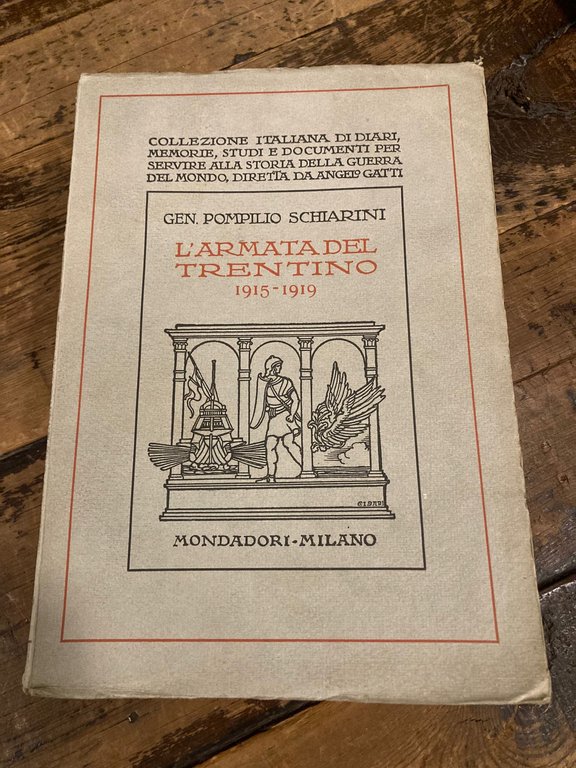 COLLEZIONE ITALIANA DI DIARI,
MEMORIE, STUDI E DOCUMENTI PER
SERVIRE ALLA STORIA DELLA GUERRA
DEL MONDO, DIRETTA DA ANGELO GATTI
GEN. POMPILIO SCHIARINI
L'ARMATA DEL
TRENTINO
1915-1919
MONDADORI-MILANO